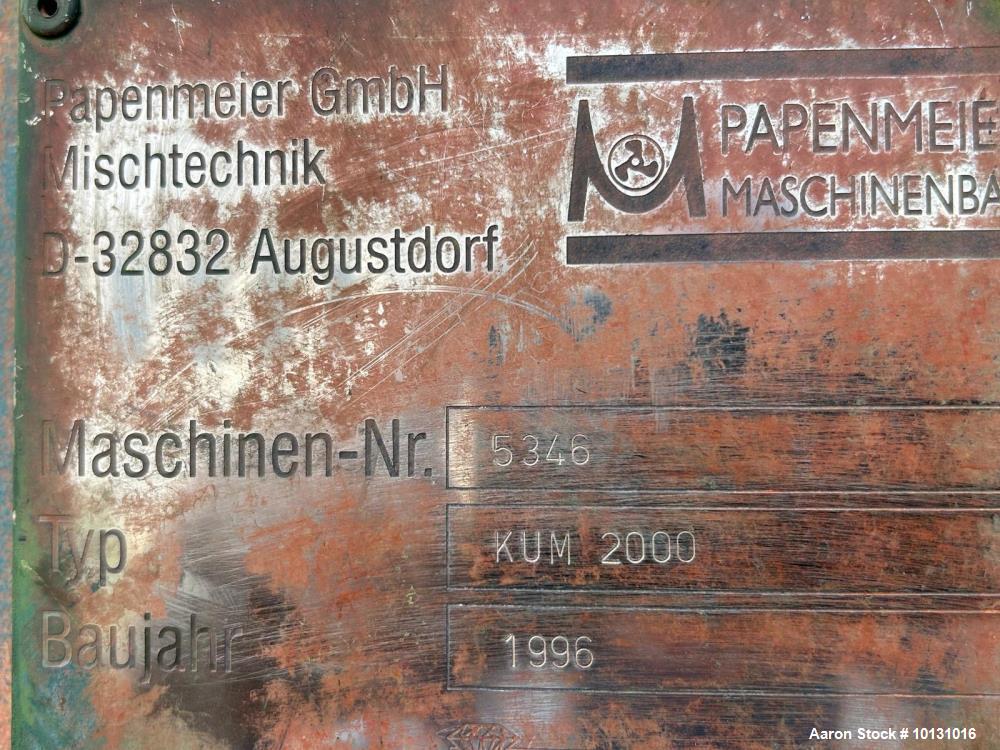 Papenmeier GmbH
Mischtechnik
D-32832 Augustdorf
PAPENMEIE
MASCHINENBA
Maschinen-Nr. 5346
Typ KUM 2000
Baujahr 1996
Aaron Stock # 10131016